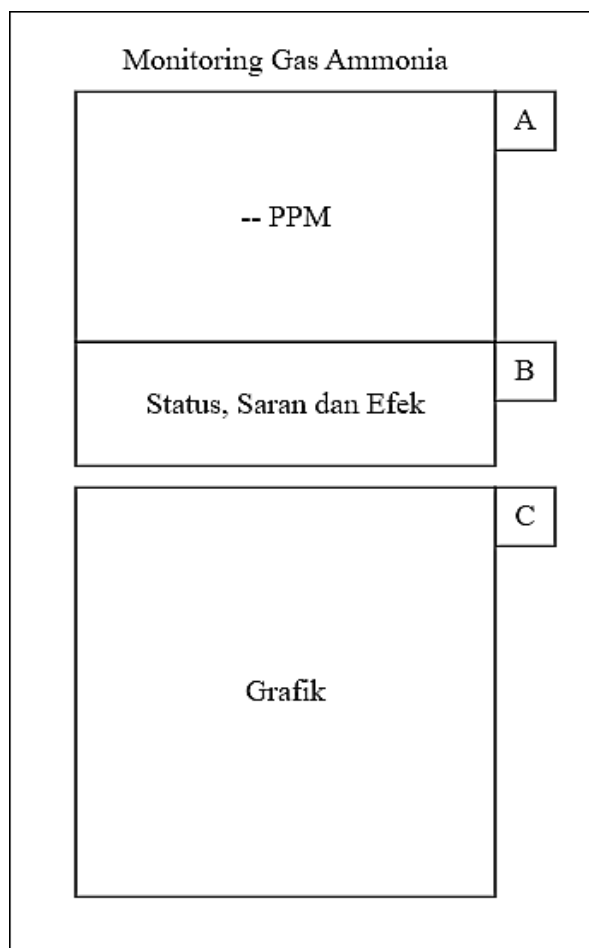 Monitoring Gas Ammonia
A
-- PPM
B
Status, Saran dan Efek
C
Grafik